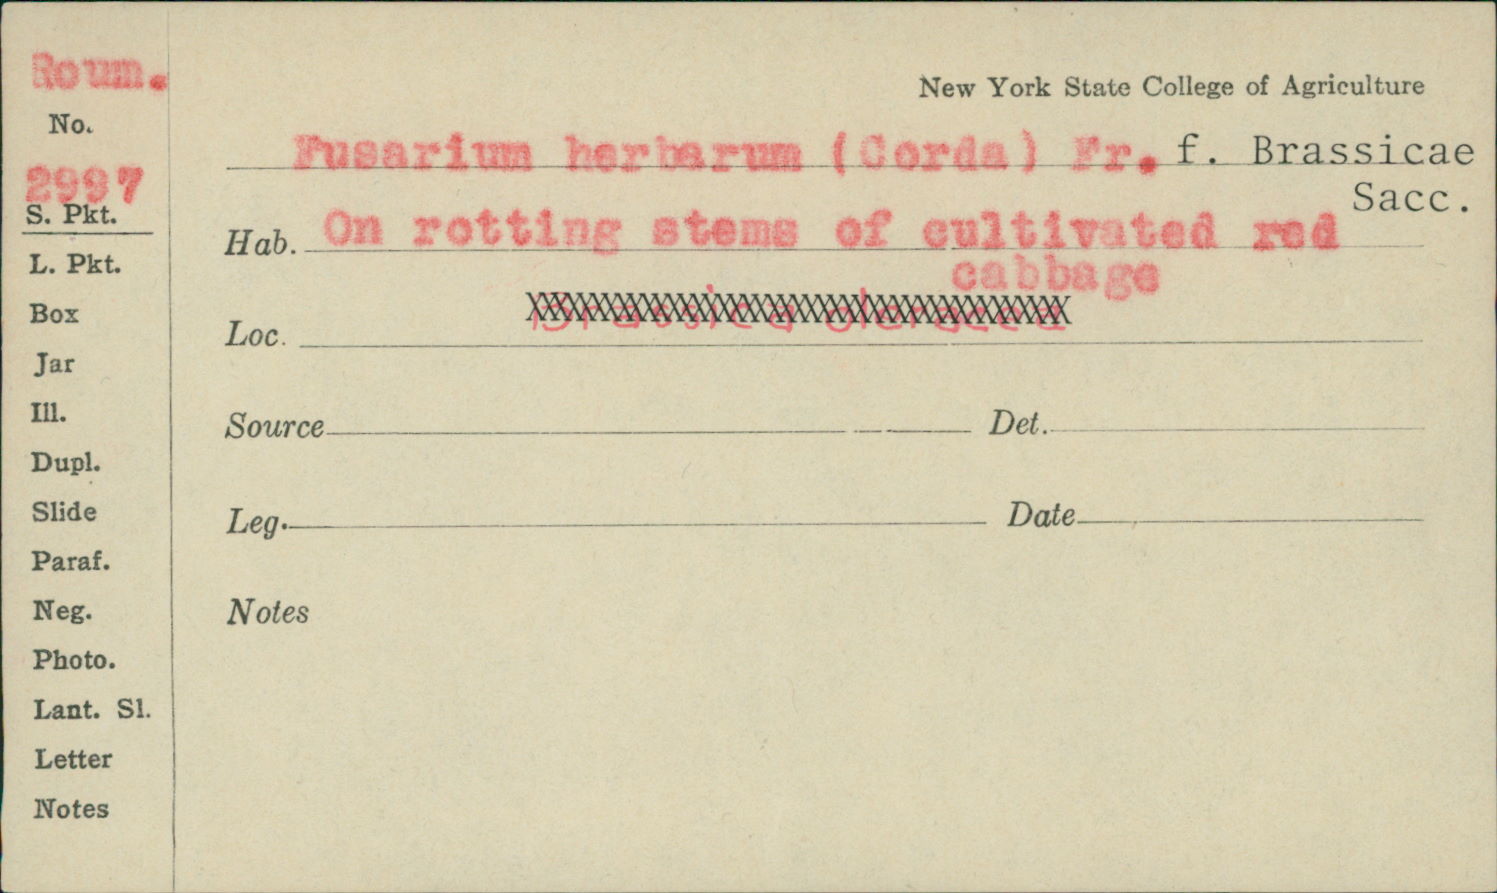 Roum.
No.
2997
S. Pkt.
L. Pkt.
Box
Jar
Ill.
Dupl.
Slide
Paraf.
Neg.
Photo.
Lant. Sl.
Letter
Notes
New York State College of Agriculture
Fusarium herbarum (Corda) Fr. f. Brassicae
Sacc.
Hab. On rotting stems of cultivated red
cabbage
Brassica oleracea
Loc.
Source Det.
Leg. Date
Notes